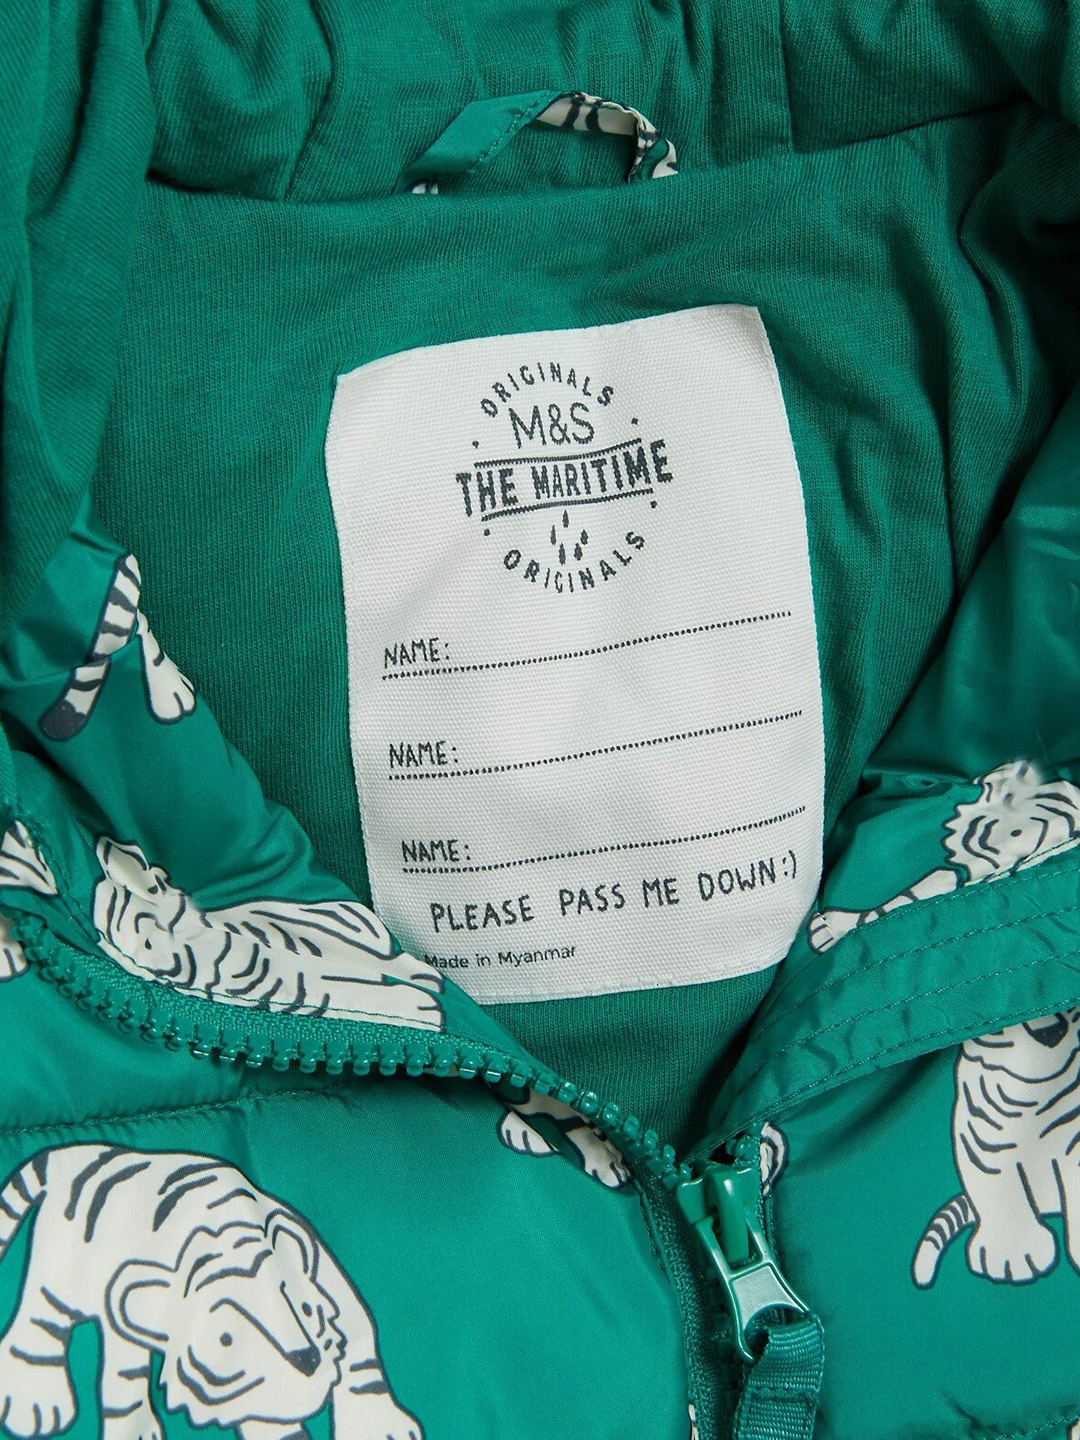 ORIGINALS
M&S
THE MARITIME
ORIGINALS
NAME:
NAME:
NAME:
PLEASE PASS ME DOWN:)
Made in Myanmar